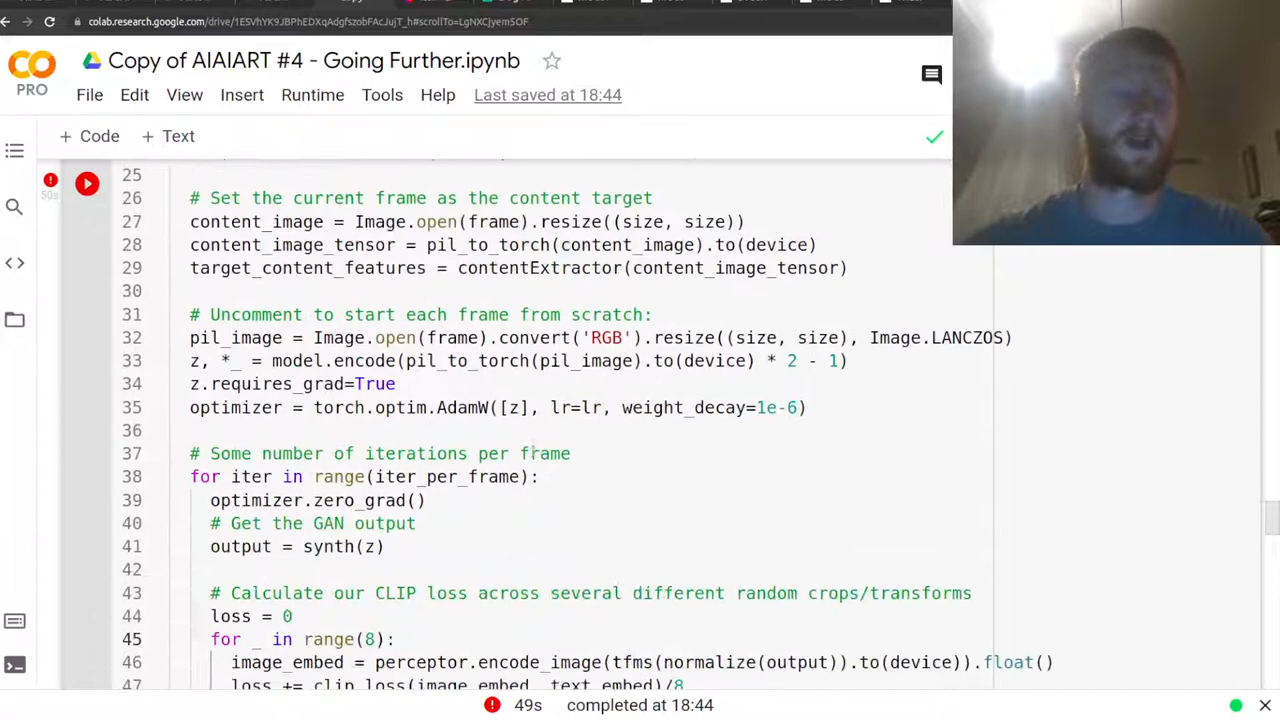 colab.research.google.com/drive/1ESVhYK9JBPhEDXqAdgfszobFAcJujT_h#scrollTo=LgNXCjyemSOF
CO
PRO
Copy of AIAIART #4 - Going Further.ipynb
File Edit View Insert Runtime Tools Help Last saved at 18:44
+ Code + Text
25
50s
26 # Set the current frame as the content target
27 content_image = Image.open(frame).resize((size, size))
28 content_image_tensor = pil_to_torch(content_image).to(device)
29 target_content_features = contentExtractor(content_image_tensor)
30
31 # Uncomment to start each frame from scratch:
32 pil_image = Image.open(frame).convert('RGB').resize((size, size), Image.LANCZOS)
33 z, *_ = model.encode(pil_to_torch(pil_image).to(device) * 2 - 1)
34 z.requires_grad=True
35 optimizer = torch.optim.AdamW([z], lr=lr, weight_decay=1e-6)
36
37 # Some number of iterations per frame
38 for iter in range(iter_per_frame):
39 optimizer.zero_grad()
40 # Get the GAN output
41 output = synth(z)
42
43 # Calculate our CLIP loss across several different random crops/transforms
44 loss = 0
45 for _ in range(8):
46 image_embed = perceptor.encode_image(tfms(normalize(output)).to(device)).float()
47 loss += clip_loss(image_embed, text_embed)/8
49s completed at 18:44